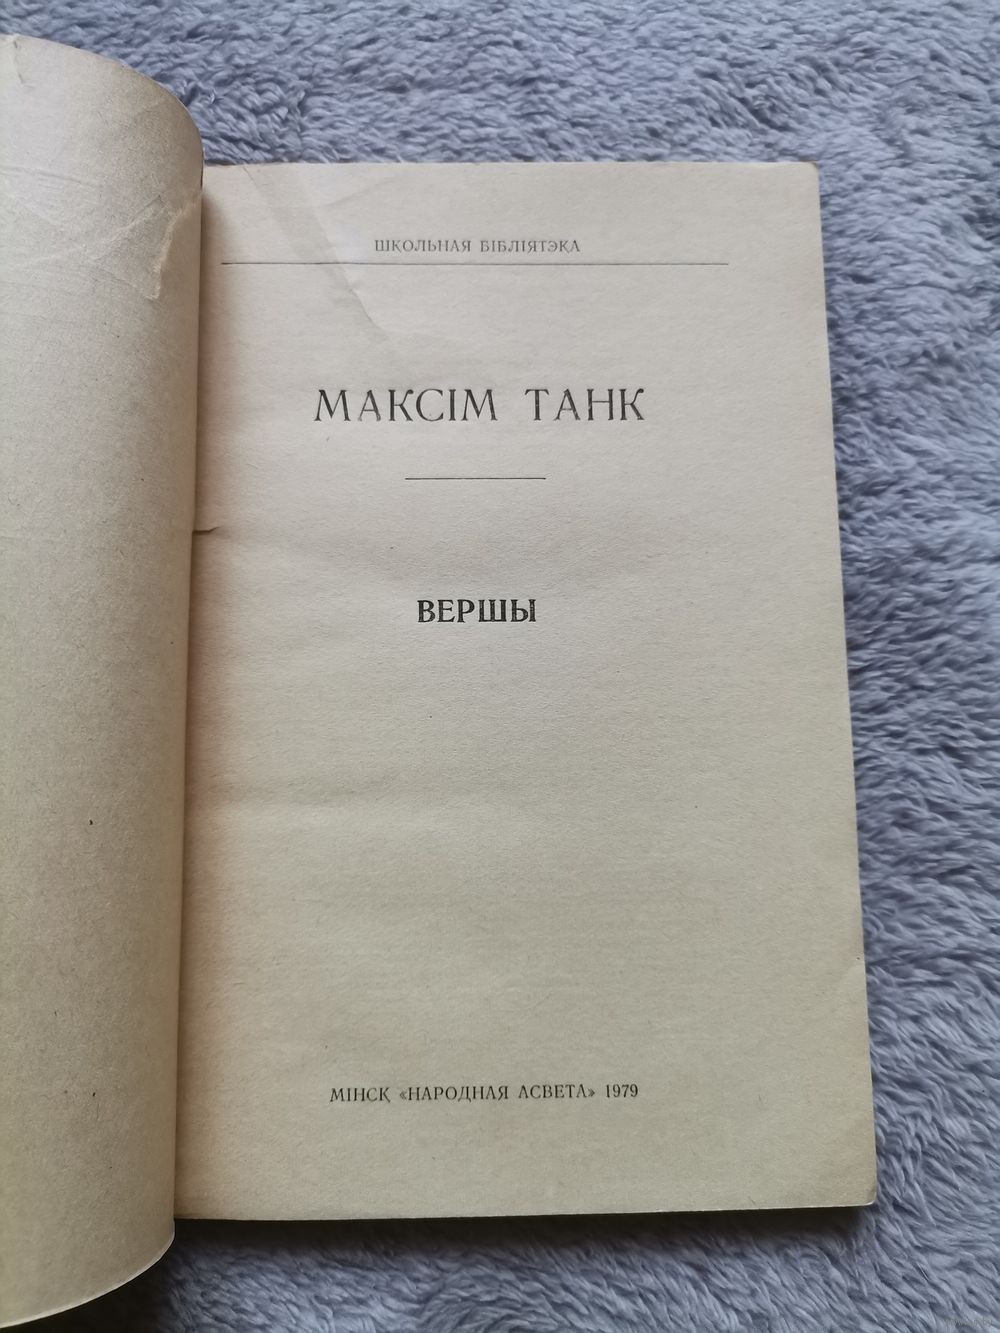 ШКОЛЬНАЯ БІБЛІЯТЭКА
МАКСІМ ТАНК
ВЕРШЫ
МІНСК «НАРОДНАЯ АСВЕТА» 1979